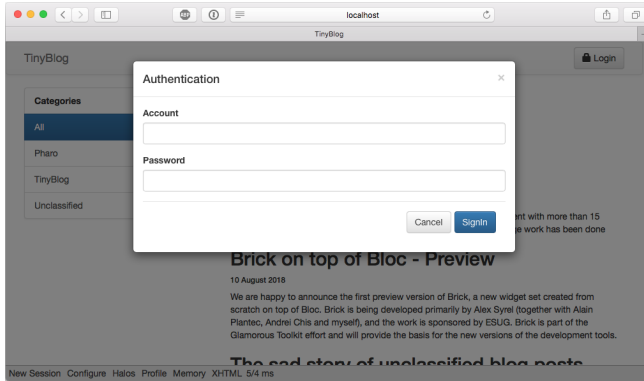 localhost
TinyBlog
TinyBlog
Login
Authentication
×
Account
Password
Cancel
SignIn
Categories
All
Pharo
TinyBlog
Unclassified
ent with more than 15
work has been done
Brick on top of Bloc - Preview
10 August 2018
We are happy to announce the first preview version of Brick, a new widget set created from
scratch on top of Bloc. Brick is being developed primarily by Alex Syrel (together with Alain
Plantec, Andrei Chis and myself), and the work is sponsored by ESUG. Brick is part of the
Glamorous Toolkit effort and will provide the basis for the new versions of the development tools.
The sad story of unclassified blog posts
New Session Configure Halos Profile Memory XHTML 5/4 ms